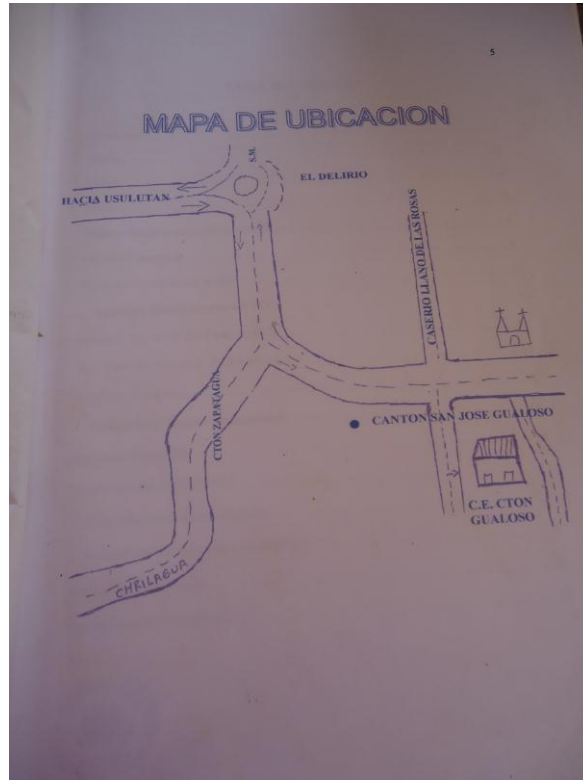 5
MAPA DE UBICACION
S.M.
EL DELIRIO
HACIA USULUTAN
CASERIO LLANO DE LAS ROSAS
CTON ZAPATAGUA
CANTON SAN JOSE GUALOSO
C.E. CTON
GUALOSO
CHRILAGUA